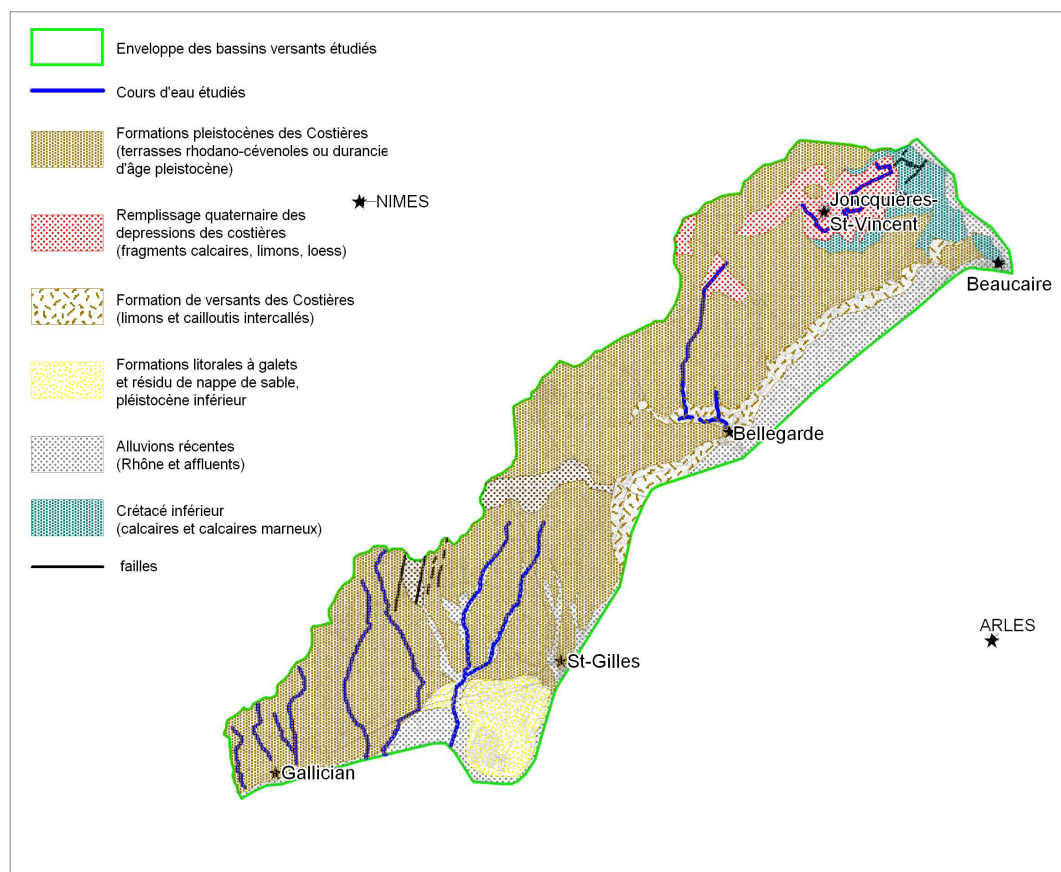 Enveloppe des bassins versants étudiés
Cours d'eau étudiés
Formations pleistocènes des Costières
(terrasses rhodano-cévenoles ou durancie
d'âge pleistocène)
Remplissage quaternaire des
depressions des costières
(fragments calcaires, limons, loess)
Formation de versants des Costières
(limons et cailloutis intercallés)
Formations litorales à galets
et résidu de nappe de sable,
pléistocène inférieur
Alluvions récentes
(Rhône et affluents)
Crétacé inférieur
(calcaires et calcaires marneux)
failles
NIMES
Joncquières-
St-Vincent
Beaucaire
Bellegarde
ARLES
St-Gilles
Gallician